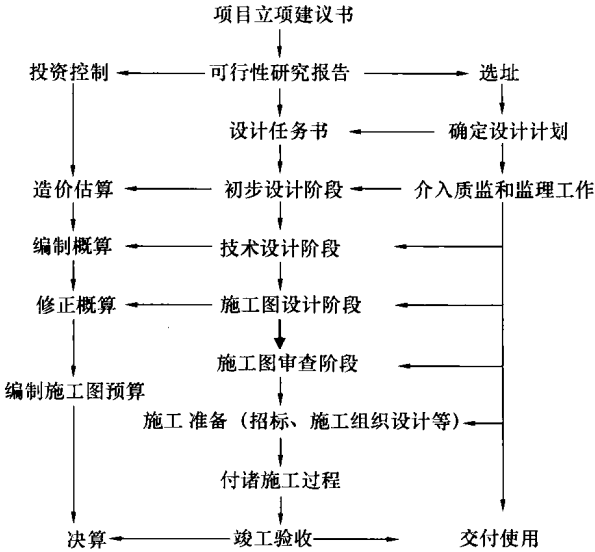 项目立项建议书
投资控制 可行性研究报告 选址
设计任务书 确定设计计划
造价估算 初步设计阶段 介入质监和监理工作
编制概算 技术设计阶段
修正概算 施工图设计阶段
施工图审查阶段
编制施工图预算
施工准备（招标、施工组织设计等）
付诸施工过程
决算 竣工验收 交付使用